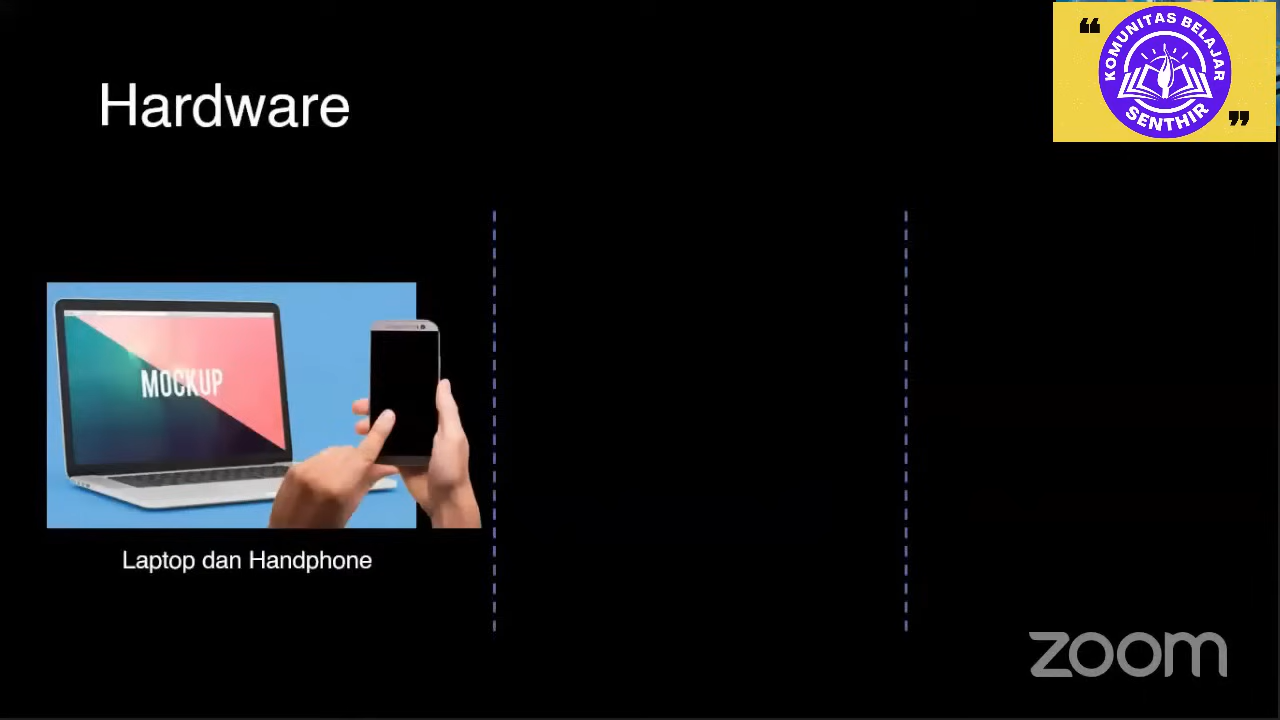 Hardware
“
KOMUNITAS BELAJAR
SENTHIR
”
MOCKUP
Laptop dan Handphone
zoom